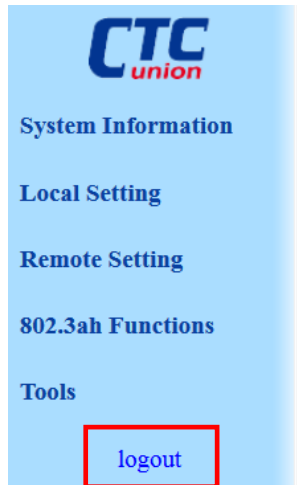 CTC
union
System Information
Local Setting
Remote Setting
802.3ah Functions
Tools
logout